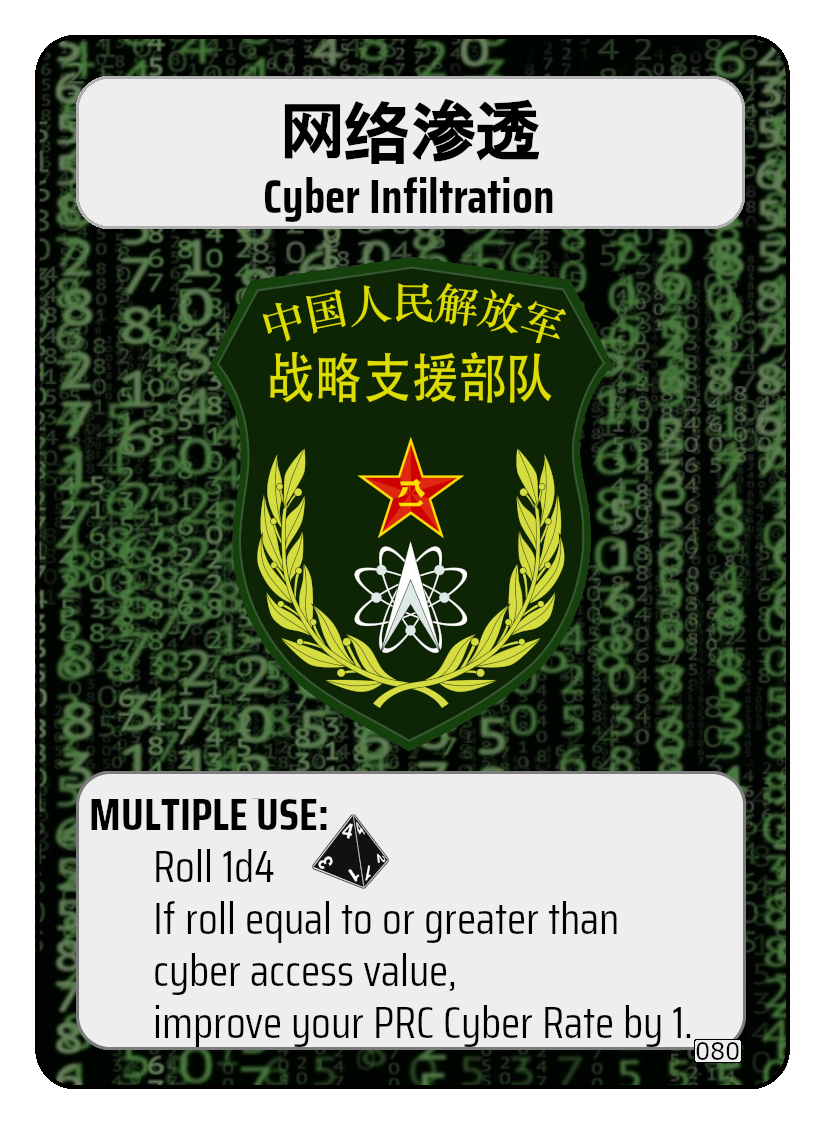 网络渗透
Cyber Infiltration
中国人民解放军
战略支援部队
八一
MULTIPLE USE:
Roll 1d4
If roll equal to or greater than
cyber access value,
improve your PRC Cyber Rate by 1.
080